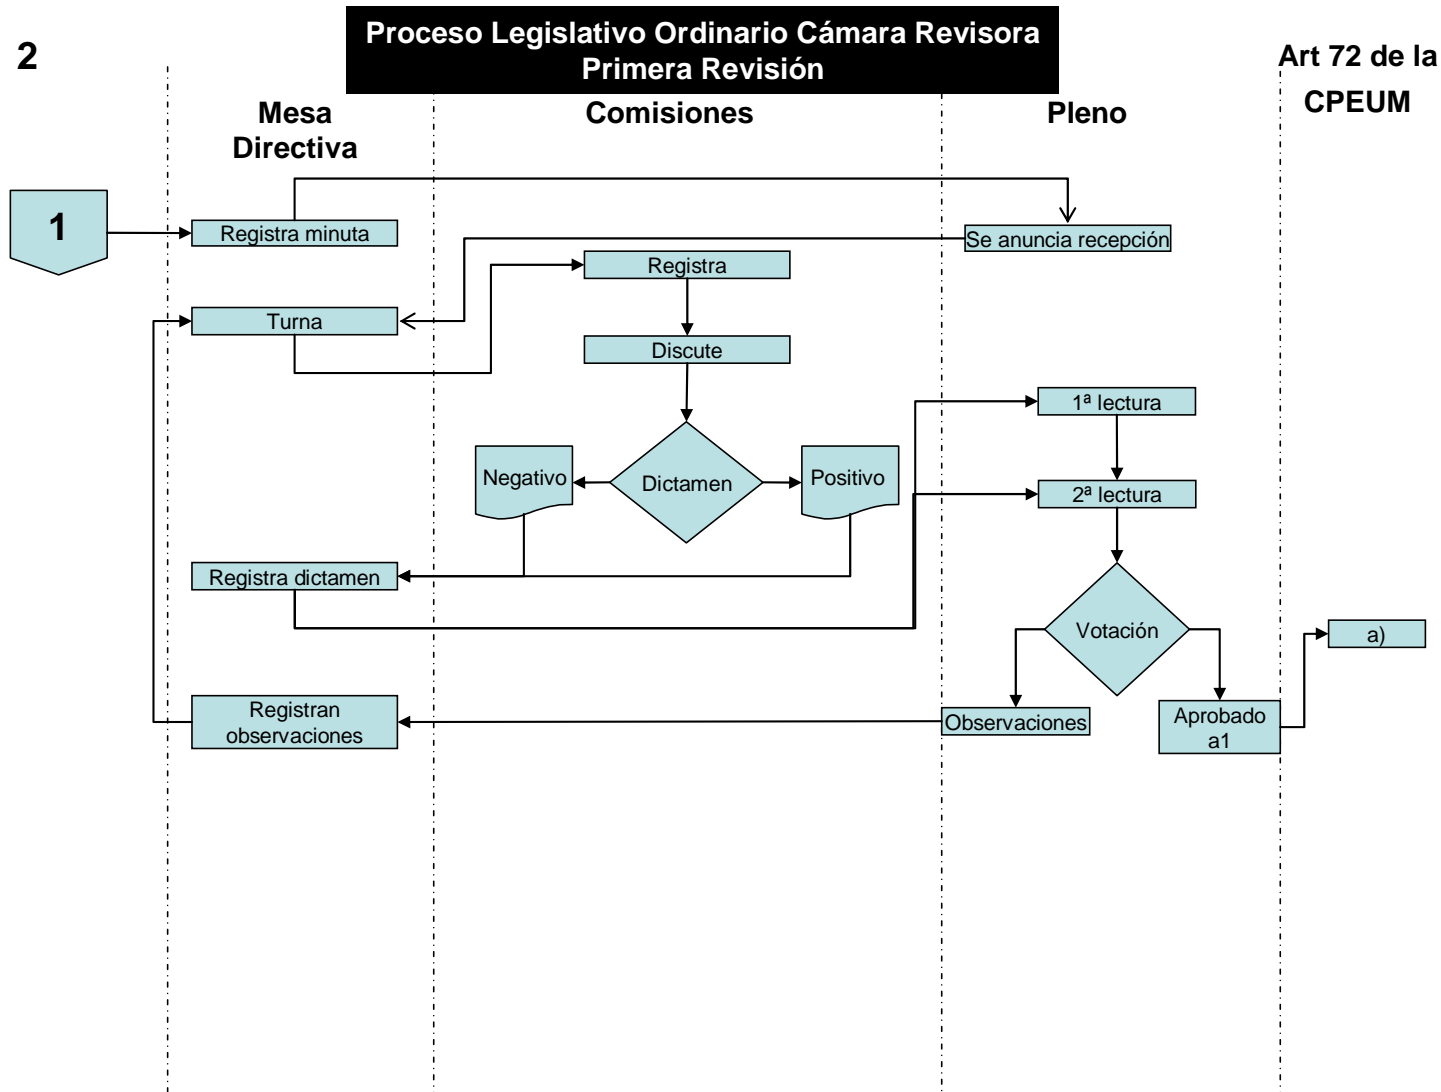 Proceso Legislativo Ordinario Cámara Revisora
Primera Revisión
2
Art 72 de la
CPEUM
Mesa
Directiva
Comisiones
Pleno
1
Registra minuta
Se anuncia recepción
Registra
Turna
Discute
1ª lectura
Negativo
Dictamen
Positivo
2ª lectura
Registra dictamen
Votación
a)
Registran
observaciones
Observaciones
Aprobado
a1